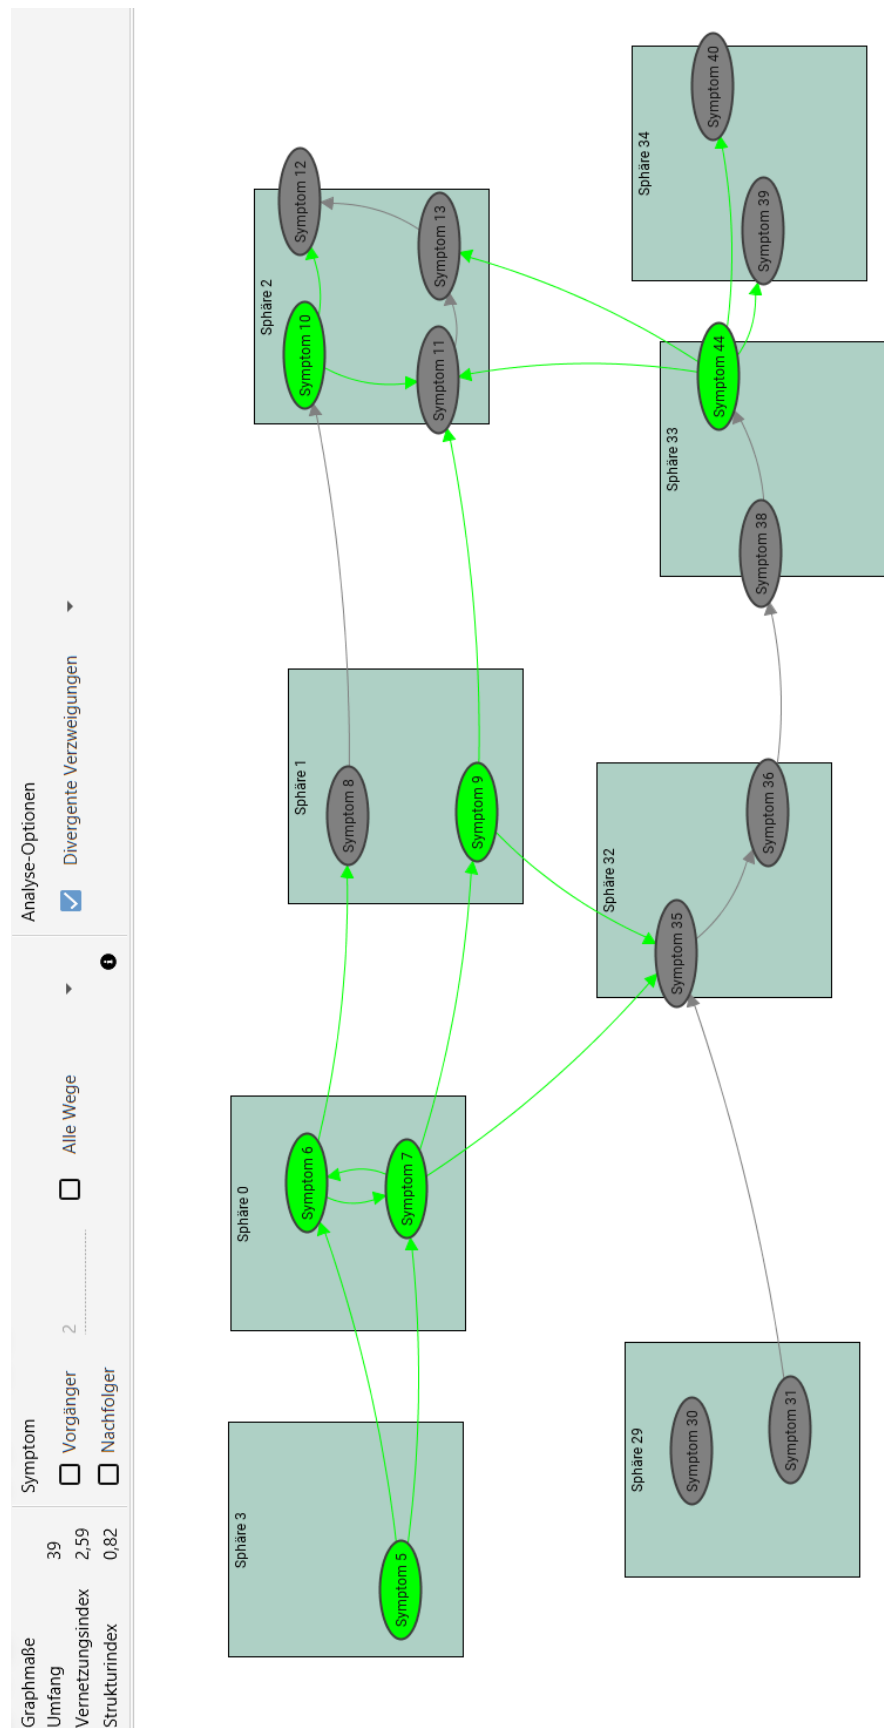 Graphmaße
Umfang 39
Vernetzungsindex 2,59
Strukturindex 0,82
Symptom
Vorgänger 2
Nachfolger
Alle Wege
Analyse-Optionen
Divergente Verzweigungen
Sphäre 3
Symptom 5
Sphäre 0
Symptom 6
Symptom 7
Sphäre 1
Symptom 8
Symptom 9
Sphäre 2
Symptom 10
Symptom 12
Symptom 11
Symptom 13
Sphäre 29
Symptom 30
Symptom 31
Sphäre 32
Symptom 35
Symptom 36
Sphäre 33
Symptom 38
Symptom 44
Sphäre 34
Symptom 39
Symptom 40